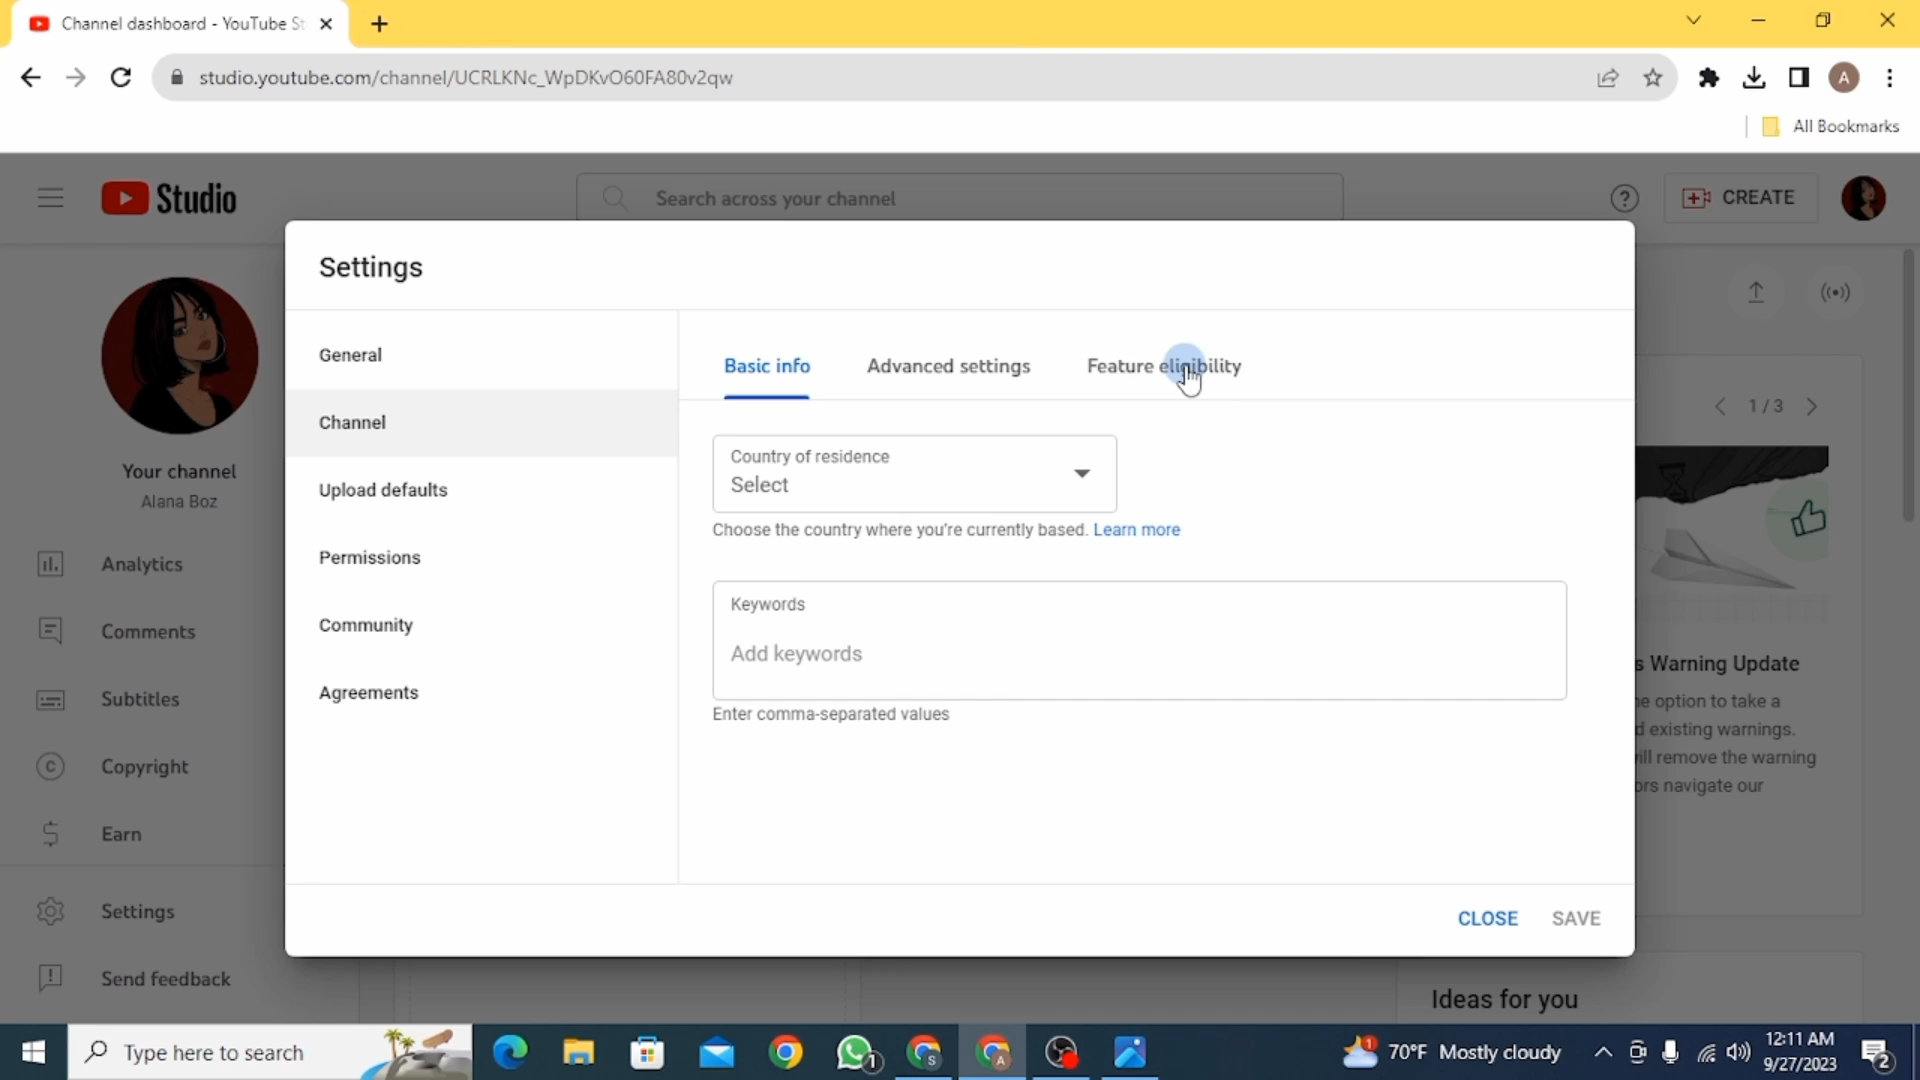 Channel dashboard - YouTube St
studio.youtube.com/channel/UCRLKNc_WpDKvO60FA80v2qw
A
All Bookmarks
Studio
Search across your channel
CREATE
Settings
General
Channel
Upload defaults
Permissions
Community
Agreements
Basic info
Advanced settings
Feature eligibility
Country of residence
Select
Choose the country where you're currently based. Learn more
Keywords
Add keywords
Enter comma-separated values
CLOSE
SAVE
Your channel
Alana Boz
Analytics
Comments
Subtitles
Copyright
Earn
Settings
Send feedback
1 / 3
s Warning Update
e option to take a
d existing warnings.
ill remove the warning
ors navigate our
Ideas for you
Type here to search
1
S
A
1
70°F Mostly cloudy
12:11 AM
9/27/2023
2